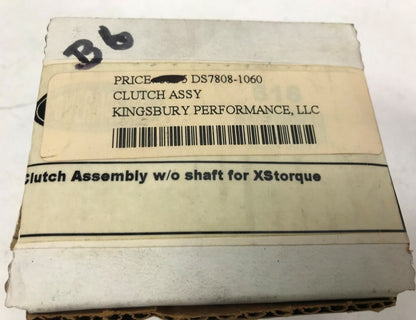 B6
PRICE DS7808-1060
CLUTCH ASSY
KINGSBURY PERFORMANCE, LLC
Clutch Assembly w/o shaft for XStorque